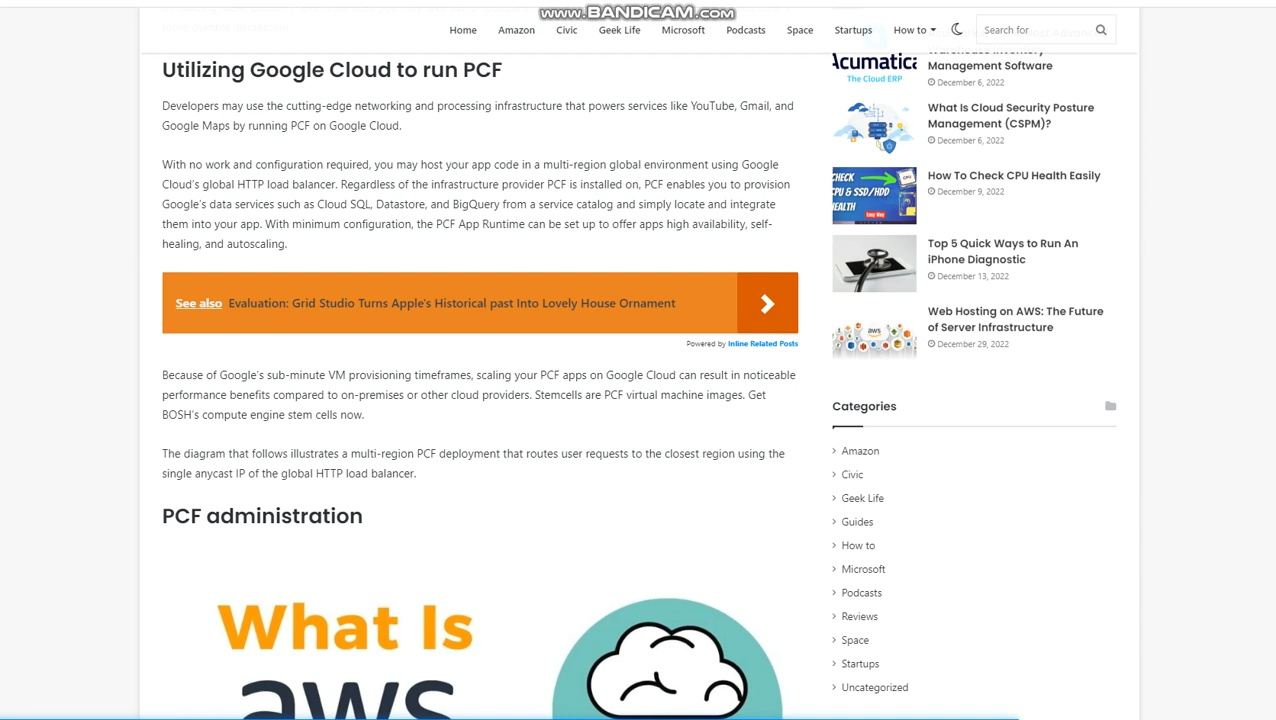 www.BANDICAM.com
Home
Amazon
Civic
Geek Life
Microsoft
Podcasts
Space
Startups
How to
Search for
Utilizing Google Cloud to run PCF
Developers may use the cutting-edge networking and processing infrastructure that powers services like YouTube, Gmail, and
Google Maps by running PCF on Google Cloud.
With no work and configuration required, you may host your app code in a multi-region global environment using Google
Cloud’s global HTTP load balancer. Regardless of the infrastructure provider PCF is installed on, PCF enables you to provision
Google’s data services such as Cloud SQL, Datastore, and BigQuery from a service catalog and simply locate and integrate
them into your app. With minimum configuration, the PCF App Runtime can be set up to offer apps high availability, self-
healing, and autoscaling.
See also Evaluation: Grid Studio Turns Apple's Historical past Into Lovely House Ornament
Powered by Inline Related Posts
Because of Google’s sub-minute VM provisioning timeframes, scaling your PCF apps on Google Cloud can result in noticeable
performance benefits compared to on-premises or other cloud providers. Stemcells are PCF virtual machine images. Get
BOSH’s compute engine stem cells now.
The diagram that follows illustrates a multi-region PCF deployment that routes user requests to the closest region using the
single anycast IP of the global HTTP load balancer.
PCF administration
What Is
aws
Acumatica
The Cloud ERP
Warehouse Inventory
Management Software
December 6, 2022
What Is Cloud Security Posture
Management (CSPM)?
December 6, 2022
CHECK
CPU & SSD/HDD
HEALTH
Easy Way
CPU
How To Check CPU Health Easily
December 9, 2022
Top 5 Quick Ways to Run An
iPhone Diagnostic
December 13, 2022
aws
Web Hosting on AWS: The Future
of Server Infrastructure
December 29, 2022
Categories
Amazon
Civic
Geek Life
Guides
How to
Microsoft
Podcasts
Reviews
Space
Startups
Uncategorized